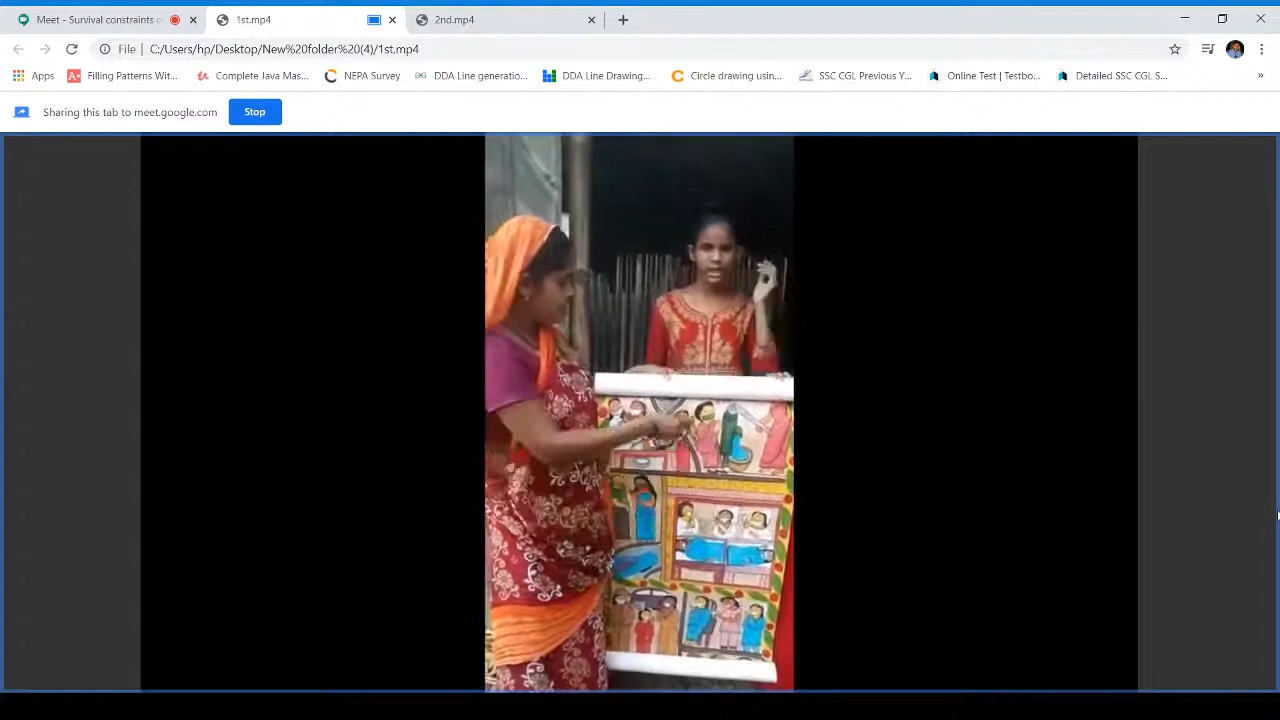 Meet - Survival constraints o
1st.mp4
2nd.mp4
File
C:/Users/hp/Desktop/New%20folder%20(4)/1st.mp4
Apps
Filling Patterns Wit...
Complete Java Mas...
NEPA Survey
DDA Line generatio...
DDA Line Drawing...
Circle drawing usin...
SSC CGL Previous Y...
Online Test | Testbo...
Detailed SSC CGL S...
»
Sharing this tab to meet.google.com
Stop